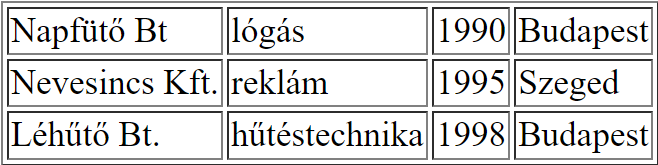 Napfütő Bt lógás 1990 Budapest
Nevesincs Kft. reklám 1995 Szeged
Léhűtő Bt. hűtéstechnika 1998 Budapest